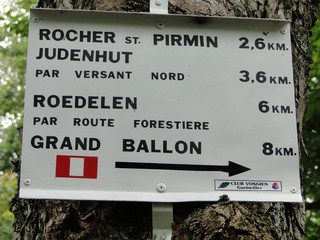 ROCHER ST. PIRMIN 2,6 KM.
JUDENHUT
PAR VERSANT NORD 3,6 KM.
ROEDELEN 6 KM.
PAR ROUTE FORESTIERE
GRAND BALLON 8 KM.
CLUB VOSGIEN
Guebwiller